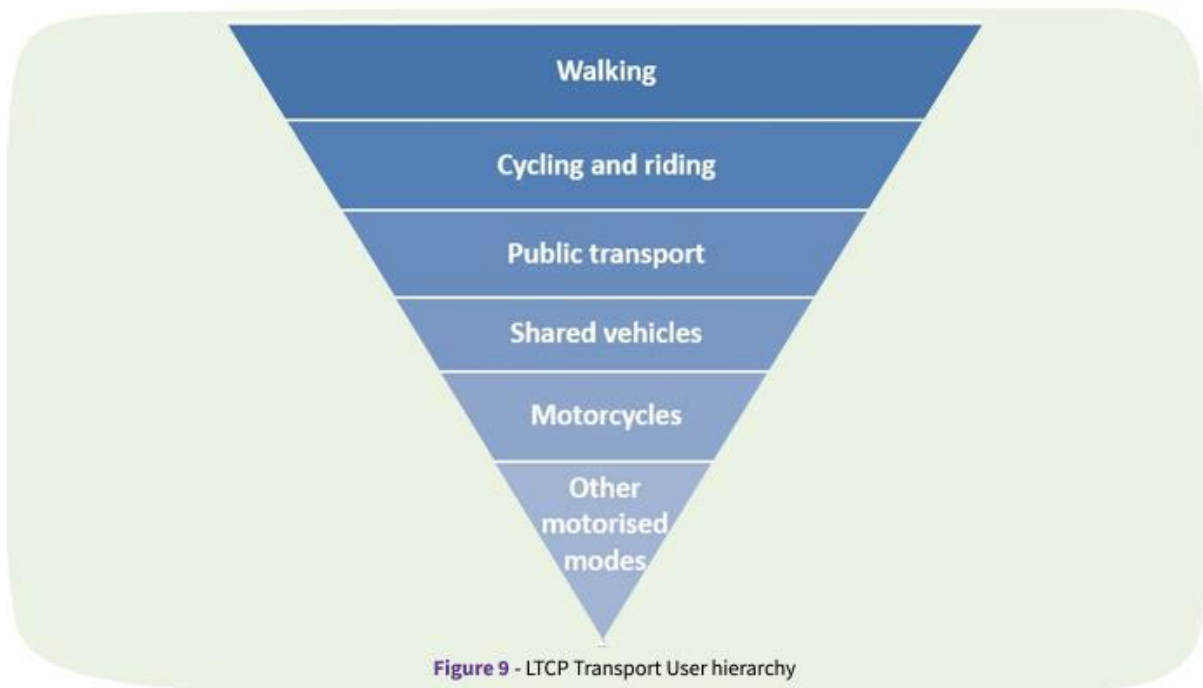 Walking
Cycling and riding
Public transport
Shared vehicles
Motorcycles
Other
motorised
modes
Figure 9 - LTCP Transport User hierarchy